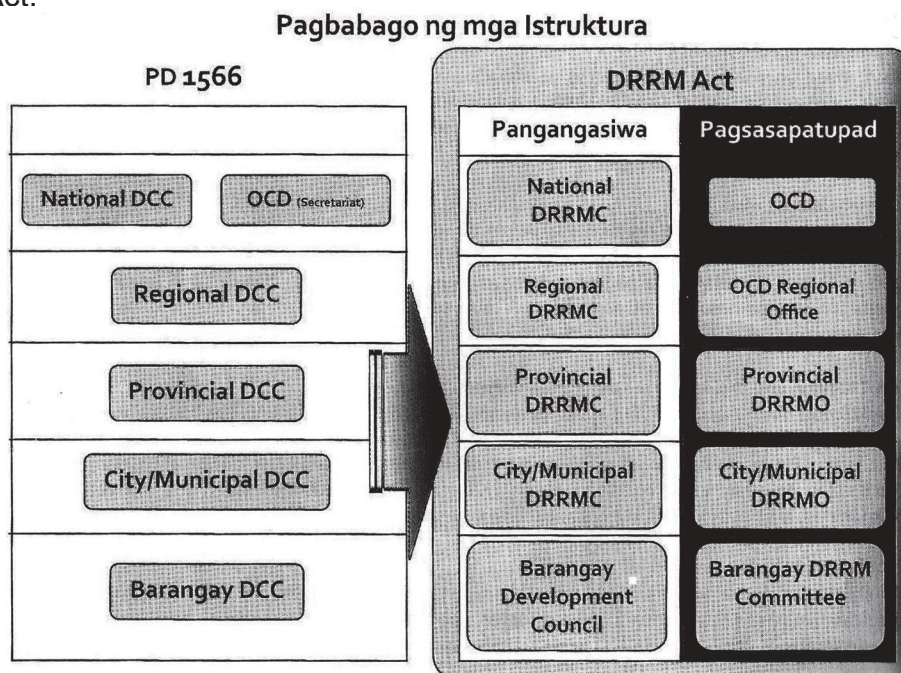 Act.
Pagbabago ng mga Istruktura
PD 1566
National DCC
OCD (Secretariat)
Regional DCC
Provincial DCC
City/Municipal DCC
Barangay DCC
DRRM Act
Pangangasiwa
Pagsasapatupad
National
DRRMC
OCD
Regional
DRRMC
OCD Regional
Office
Provincial
DRRMC
Provincial
DRRMO
City/Municipal
DRRMC
City/Municipal
DRRMO
Barangay
Development
Council
Barangay DRRM
Committee